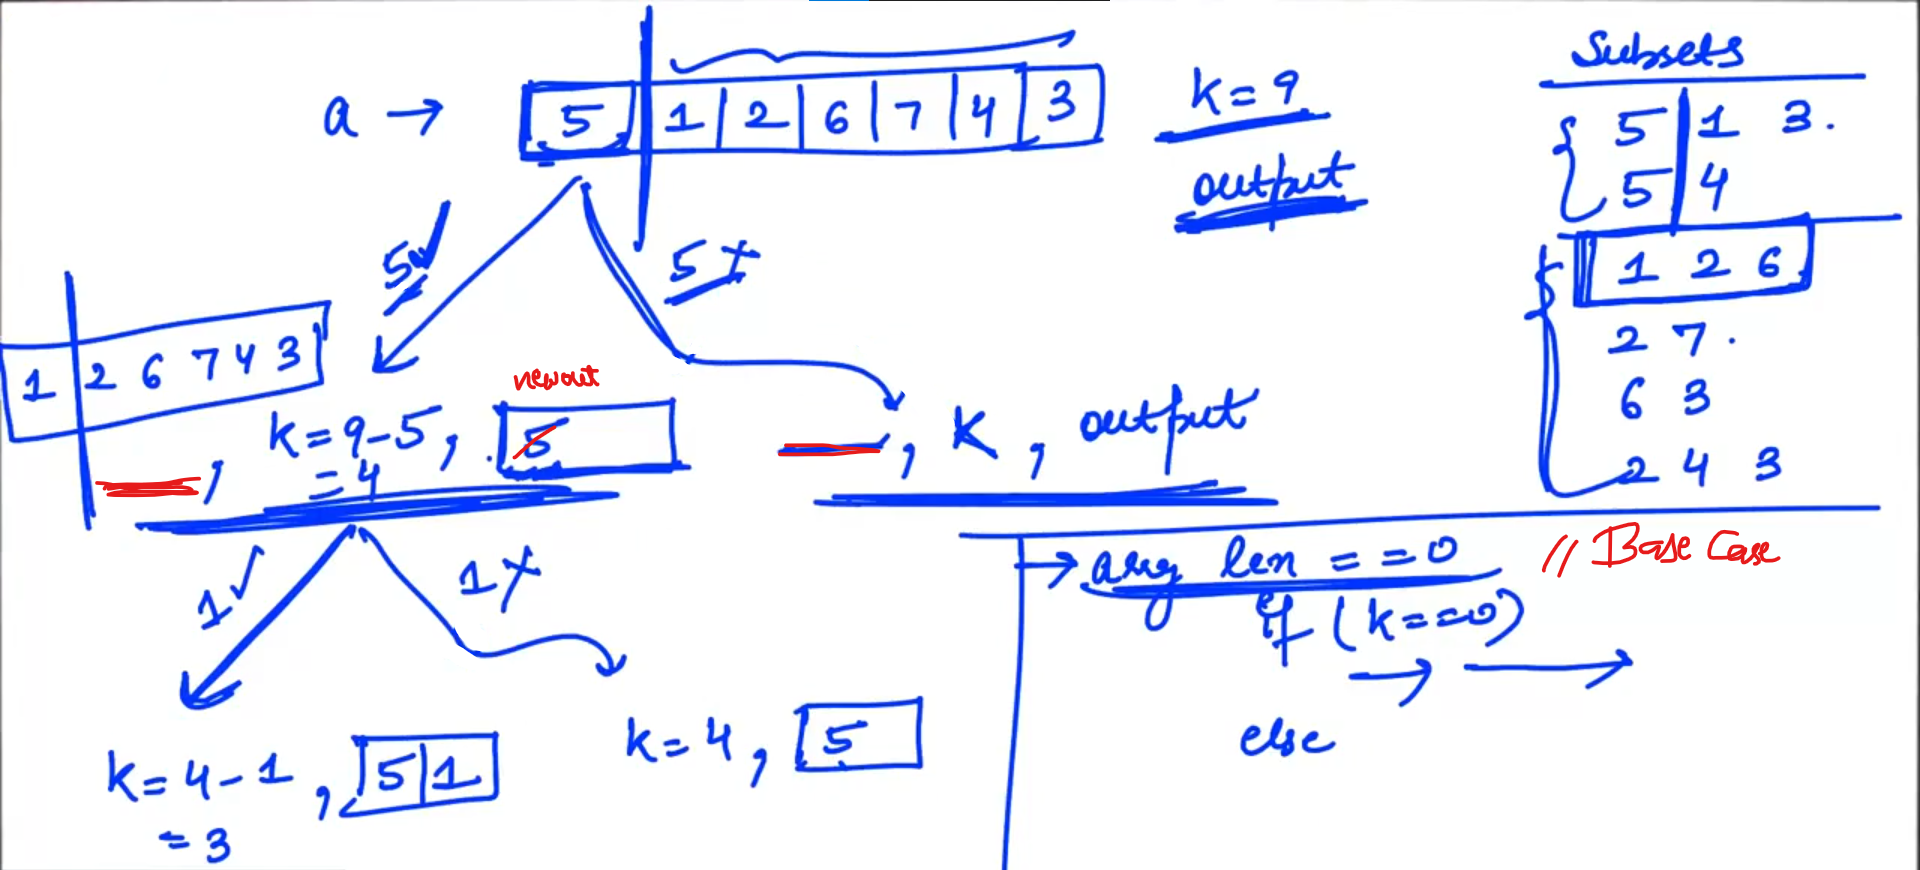 Subsets
a → 5 1 2 6 7 4 3
k = 9
output
5 1 3.
5 4
1 2 6
2 7.
6 3
2 4 3
5 ✓
5 ✗
1 2 6 7 4 3
newout
, k = 9-5, 5
= 4
, K, output
1 ✓
1 ✗
→ array len == 0 // Base Case
if (k==0)
→ →
else
k = 4-1, 5 1
= 3
k = 4, 5